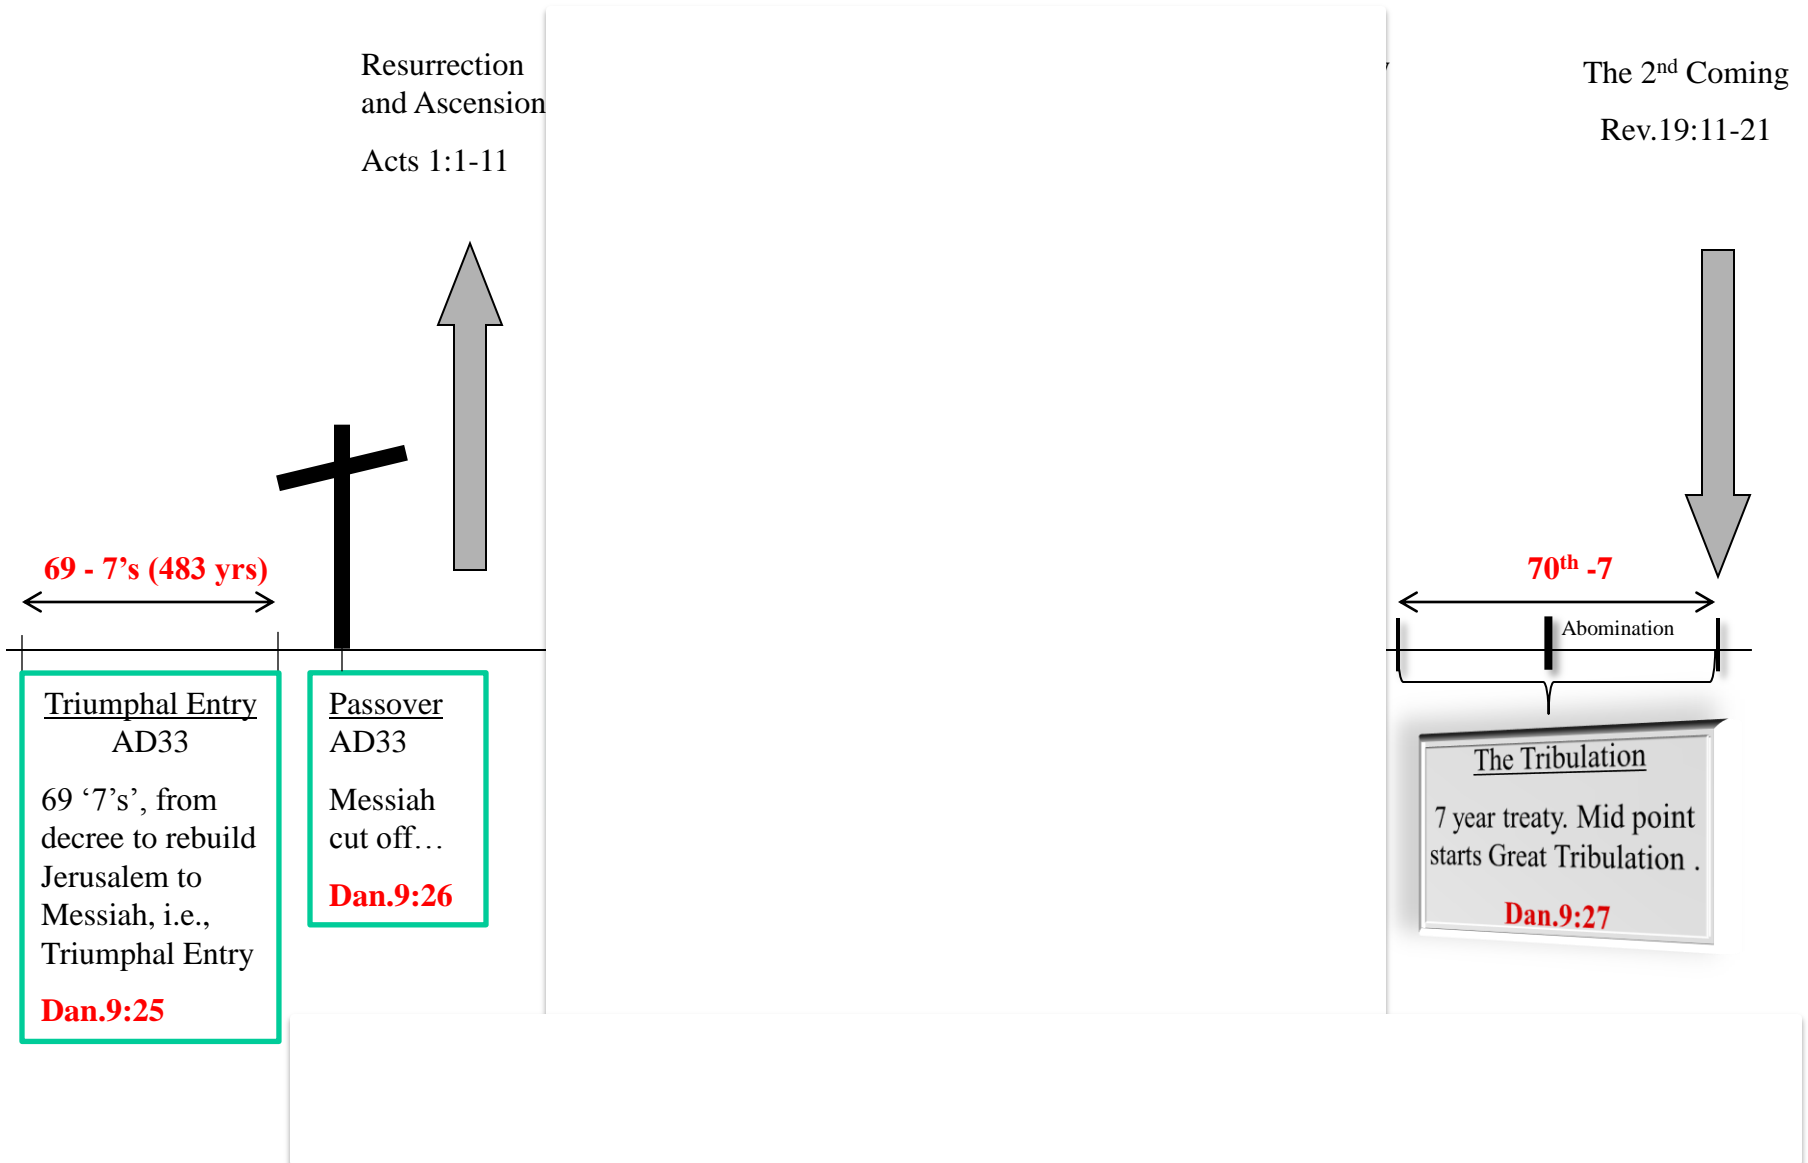 Resurrection
and Ascension
Acts 1:1-11
The 2nd Coming
Rev.19:11-21
69 - 7’s (483 yrs)
70th -7
Abomination
Triumphal Entry
AD33
69 ‘7’s’, from
decree to rebuild
Jerusalem to
Messiah, i.e.,
Triumphal Entry
Dan.9:25
Passover
AD33
Messiah
cut off…
Dan.9:26
The Tribulation
7 year treaty. Mid point
starts Great Tribulation .
Dan.9:27